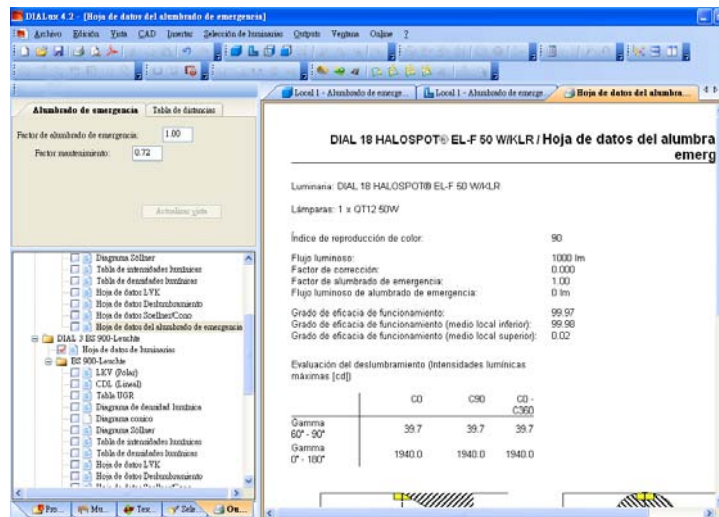 DIALux 4.2 - [Hoja de datos del alumbrado de emergencia]
Archivo Edición Vista CAD Insertar Selección de luminarias Outputs Ventana Online ?
Local 1 - Alumbrado de emerge...
Local 1 - Alumbrado de emerge...
Hoja de datos del alumbra...
Alumbrado de emergencia
Tabla de distancias
Factor de alumbrado de emergencia: 1.00
Factor mantenimiento: 0.72
Actualizar vista
Diagrama Zöllner
Tabla de intensidades lumínicas
Tabla de densidades lumínicas
Hoja de datos LVK
Hoja de datos Deslumbramiento
Hoja de datos Soellner/Cono
Hoja de datos del alumbrado de emergencia
DIAL 3 BS 900-Leuchte
Hoja de datos de luminarias
BS 900-Leuchte
LKV (Polar)
CDL (Lineal)
Tabla UGR
Diagrama de densidad lumínica
Diagrama conico
Diagrama Zöllner
Tabla de intensidades lumínicas
Tabla de densidades lumínicas
Hoja de datos LVK
Hoja de datos Deslumbramiento
Pro...
Mu...
Tex...
Sele...
Ou...
DIAL 18 HALOSPOT® EL-F 50 W/KLR / Hoja de datos del alumbra
emerg
Luminaria: DIAL 18 HALOSPOT® EL-F 50 W/KLR
Lámparas: 1 x QT12 50W
Índice de reproducción de color: 90
Flujo luminoso: 1000 lm
Factor de corrección: 0.000
Factor de alumbrado de emergencia: 1.00
Flujo luminoso de alumbrado de emergencia: 0 lm
Grado de eficacia de funcionamiento: 99.97
Grado de eficacia de funcionamiento (medio local inferior): 99.98
Grado de eficacia de funcionamiento (medio local superior): 0.02
Evaluación del deslumbramiento (Intensidades lumínicas
máximas [cd])
C0 C90 C0 -
C360
Gamma
60° - 90° 39.7 39.7 39.7
Gamma
0° - 180° 1940.0 1940.0 1940.0